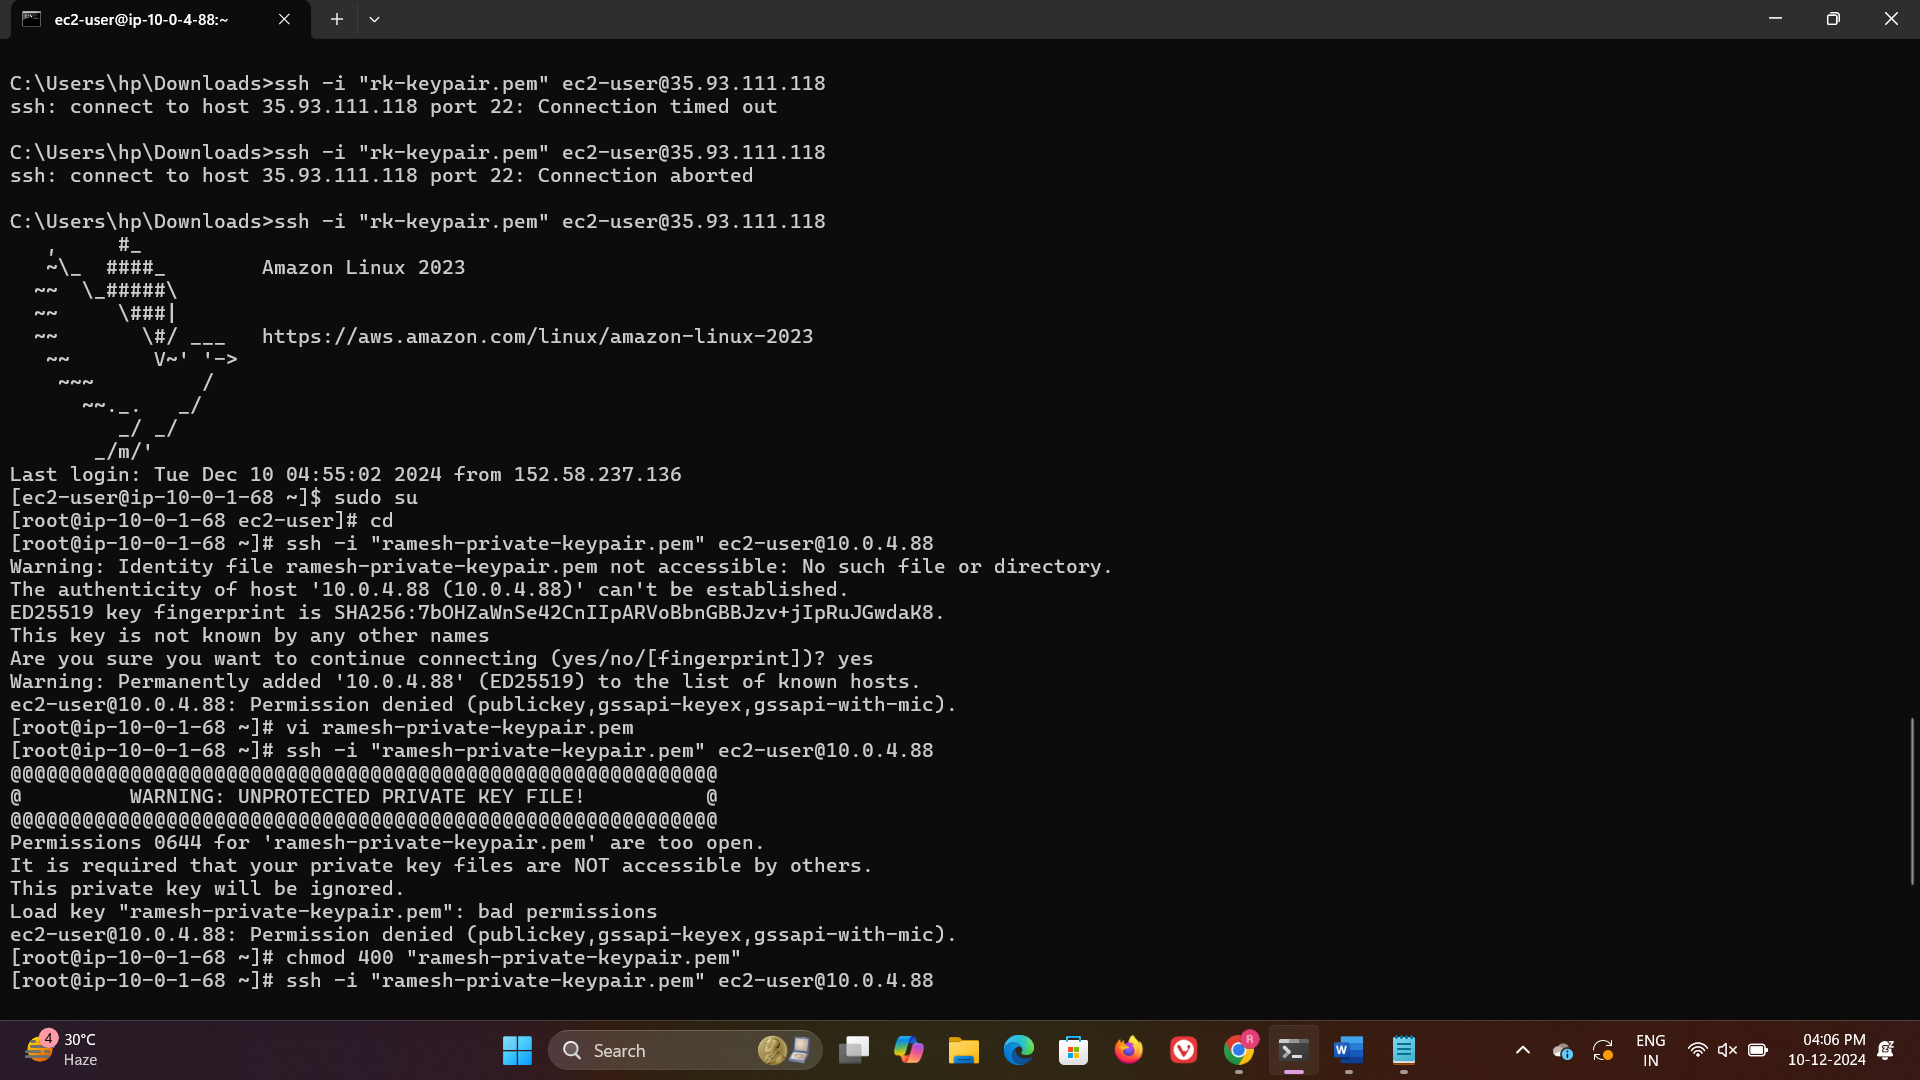 ec2-user@ip-10-0-4-88:~
C:\Users\hp\Downloads>ssh -i "rk-keypair.pem" ec2-user@35.93.111.118
ssh: connect to host 35.93.111.118 port 22: Connection timed out
C:\Users\hp\Downloads>ssh -i "rk-keypair.pem" ec2-user@35.93.111.118
ssh: connect to host 35.93.111.118 port 22: Connection aborted
C:\Users\hp\Downloads>ssh -i "rk-keypair.pem" ec2-user@35.93.111.118
   ,     #_
   ~\_  ####_        Amazon Linux 2023
  ~~  \_#####\
  ~~     \###|
  ~~       \#/ ___   https://aws.amazon.com/linux/amazon-linux-2023
   ~~       V~' '->
    ~~~         /
      ~~._.   _/
         _/ _/
       _/m/'
Last login: Tue Dec 10 04:55:02 2024 from 152.58.237.136
[ec2-user@ip-10-0-1-68 ~]$ sudo su
[root@ip-10-0-1-68 ec2-user]# cd
[root@ip-10-0-1-68 ~]# ssh -i "ramesh-private-keypair.pem" ec2-user@10.0.4.88
Warning: Identity file ramesh-private-keypair.pem not accessible: No such file or directory.
The authenticity of host '10.0.4.88 (10.0.4.88)' can't be established.
ED25519 key fingerprint is SHA256:7bOHZaWnSe42CnIIpARVoBbnGBBJzv+jIpRuJGwdaK8.
This key is not known by any other names
Are you sure you want to continue connecting (yes/no/[fingerprint])? yes
Warning: Permanently added '10.0.4.88' (ED25519) to the list of known hosts.
ec2-user@10.0.4.88: Permission denied (publickey,gssapi-keyex,gssapi-with-mic).
[root@ip-10-0-1-68 ~]# vi ramesh-private-keypair.pem
[root@ip-10-0-1-68 ~]# ssh -i "ramesh-private-keypair.pem" ec2-user@10.0.4.88
@@@@@@@@@@@@@@@@@@@@@@@@@@@@@@@@@@@@@@@@@@@@@@@@@@@@@@@@@@@
@         WARNING: UNPROTECTED PRIVATE KEY FILE!          @
@@@@@@@@@@@@@@@@@@@@@@@@@@@@@@@@@@@@@@@@@@@@@@@@@@@@@@@@@@@
Permissions 0644 for 'ramesh-private-keypair.pem' are too open.
It is required that your private key files are NOT accessible by others.
This private key will be ignored.
Load key "ramesh-private-keypair.pem": bad permissions
ec2-user@10.0.4.88: Permission denied (publickey,gssapi-keyex,gssapi-with-mic).
[root@ip-10-0-1-68 ~]# chmod 400 "ramesh-private-keypair.pem"
[root@ip-10-0-1-68 ~]# ssh -i "ramesh-private-keypair.pem" ec2-user@10.0.4.88
4
30°C
Haze
Search
R
W
ENG
IN
04:06 PM
10-12-2024